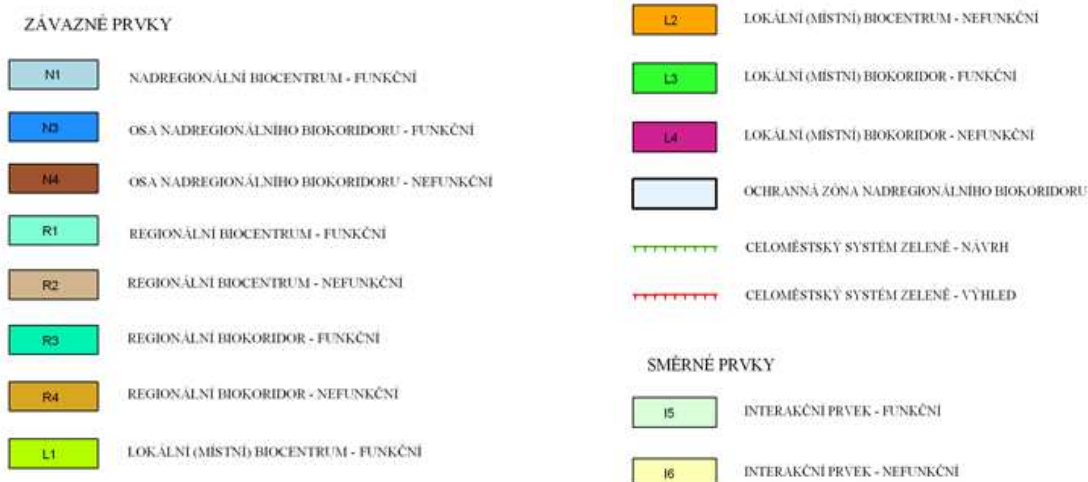 ZÁVAZNÉ PRVKY
N1 NADREGIONÁLNÍ BIOCENTRUM - FUNKČNÍ
N3 OSA NADREGIONÁLNÍHO BIOKORIDORU - FUNKČNÍ
N4 OSA NADREGIONÁLNÍHO BIOKORIDORU - NEFUNKČNÍ
R1 REGIONÁLNÍ BIOCENTRUM - FUNKČNÍ
R2 REGIONÁLNÍ BIOCENTRUM - NEFUNKČNÍ
R3 REGIONÁLNÍ BIOKORIDOR - FUNKČNÍ
R4 REGIONÁLNÍ BIOKORIDOR - NEFUNKČNÍ
L1 LOKÁLNÍ (MÍSTNÍ) BIOCENTRUM - FUNKČNÍ
L2 LOKÁLNÍ (MÍSTNÍ) BIOCENTRUM - NEFUNKČNÍ
L3 LOKÁLNÍ (MÍSTNÍ) BIOKORIDOR - FUNKČNÍ
L4 LOKÁLNÍ (MÍSTNÍ) BIOKORIDOR - NEFUNKČNÍ
OCHRANNÁ ZÓNA NADREGIONÁLNÍHO BIOKORIDORU
CELOMĚSTSKÝ SYSTÉM ZELENĚ - NÁVRH
CELOMĚSTSKÝ SYSTÉM ZELENĚ - VÝHLED
SMĚRNÉ PRVKY
I5 INTERAKČNÍ PRVEK - FUNKČNÍ
I6 INTERAKČNÍ PRVEK - NEFUNKČNÍ